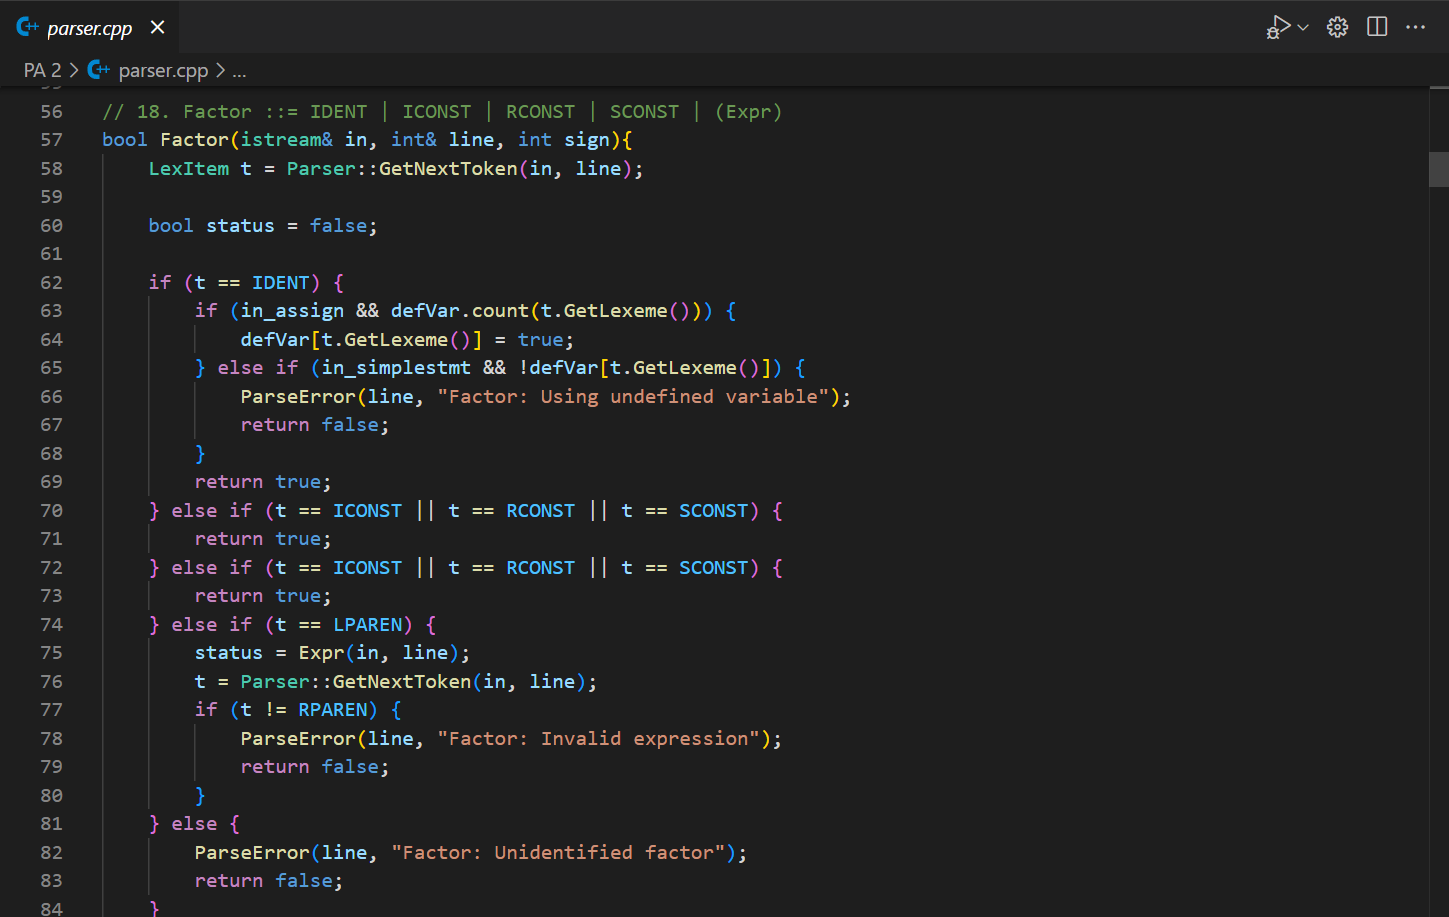 parser.cpp
PA 2 > parser.cpp > ...
56 // 18. Factor ::= IDENT | ICONST | RCONST | SCONST | (Expr)
57 bool Factor(istream& in, int& line, int sign){
58     LexItem t = Parser::GetNextToken(in, line);
59
60     bool status = false;
61
62     if (t == IDENT) {
63         if (in_assign && defVar.count(t.GetLexeme())) {
64             defVar[t.GetLexeme()] = true;
65         } else if (in_simplestmt && !defVar[t.GetLexeme()]) {
66             ParseError(line, "Factor: Using undefined variable");
67             return false;
68         }
69         return true;
70     } else if (t == ICONST || t == RCONST || t == SCONST) {
71         return true;
72     } else if (t == ICONST || t == RCONST || t == SCONST) {
73         return true;
74     } else if (t == LPAREN) {
75         status = Expr(in, line);
76         t = Parser::GetNextToken(in, line);
77         if (t != RPAREN) {
78             ParseError(line, "Factor: Invalid expression");
79             return false;
80         }
81     } else {
82         ParseError(line, "Factor: Unidentified factor");
83         return false;
84     }